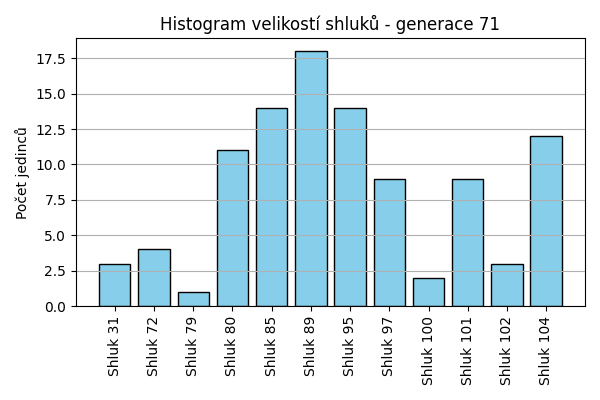 Histogram velikostí shluků - generace 71
Počet jedinců
17.5
15.0
12.5
10.0
7.5
5.0
2.5
0.0
Shluk 31
Shluk 72
Shluk 79
Shluk 80
Shluk 85
Shluk 89
Shluk 95
Shluk 97
Shluk 100
Shluk 101
Shluk 102
Shluk 104